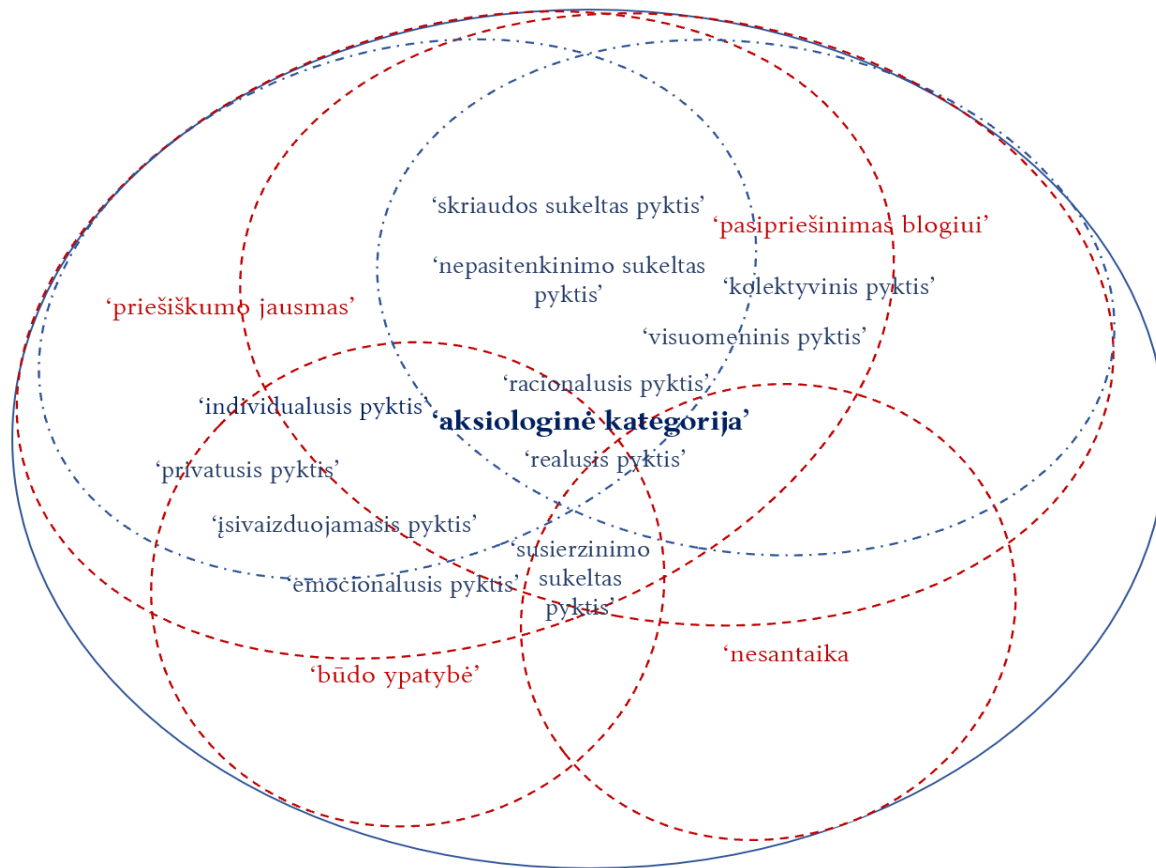 ‘skriaudos sukeltas pyktis’
‘pasipriešinimas blogiui’
‘nepasitenkinimo sukeltas
pyktis’
‘kolektyvinis pyktis’
‘priešiškumo jausmas’
‘visuomeninis pyktis’
‘racionalusis pyktis’
‘individualusis pyktis’
‘aksiologinė kategorija’
‘realusis pyktis’
‘privatusis pyktis’
‘įsivaizduojamasis pyktis’
‘susierzinimo
sukeltas
pyktis’
‘emocionalusis pyktis’
‘būdo ypatybė’
‘nesantaika